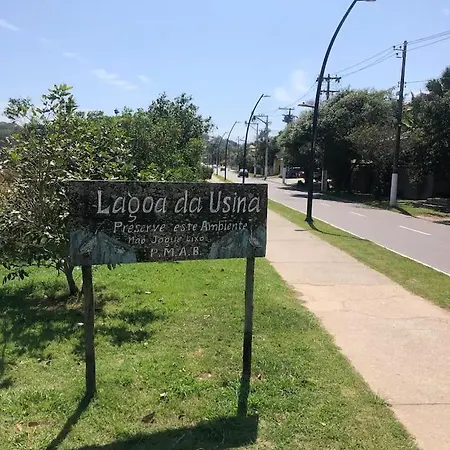 Lagoa da Usina
Preserve este Ambiente
Não Jogue Lixo
P.M.A.B.